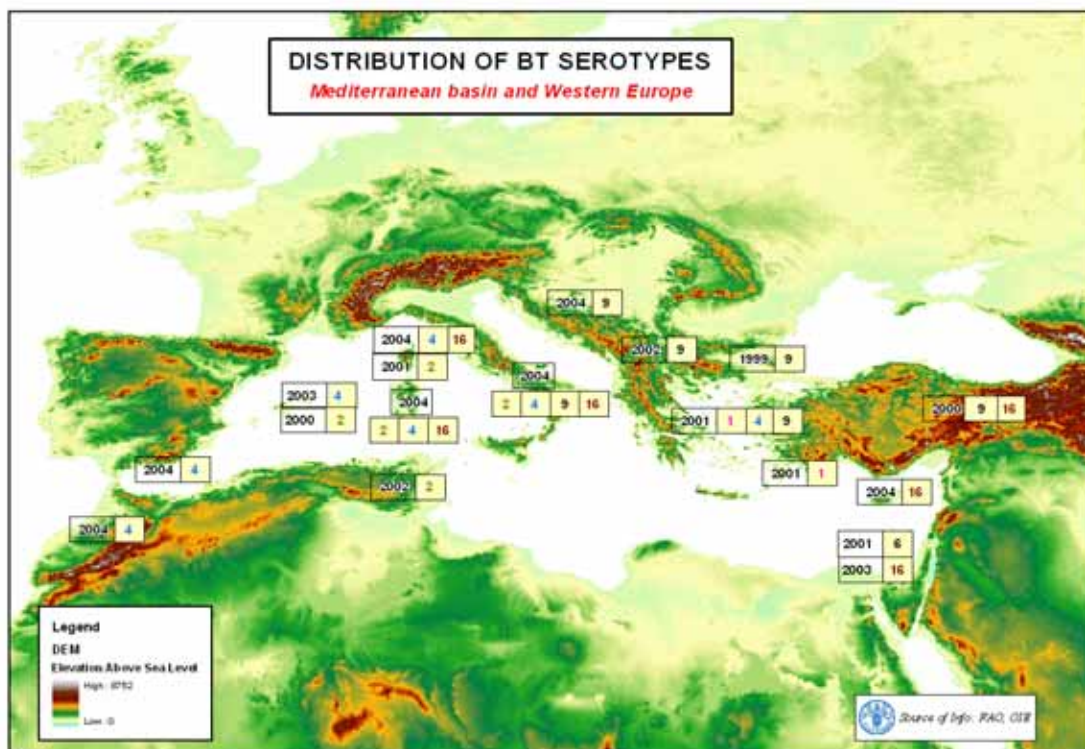 DISTRIBUTION OF BT SEROTYPES
Mediterranean basin and Western Europe
2004 9
2004 4 16
2001 2
2002 9
1999 9
2004
2 4 9 16
2003 4
2000 2
2004
2 4 16
2001 1 4 9
2000 9 16
2004 4
2002 2
2001 1
2004 16
2004 4
2001 6
2003 16
Legend
DEM
Elevation Above Sea Level
High : 8752
Low : 0
Source of Info: FAO, OIE